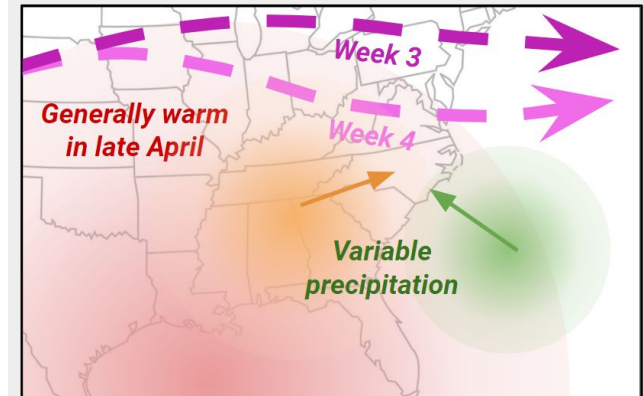 Week 3
Generally warm
in late April
Week 4
Variable
precipitation